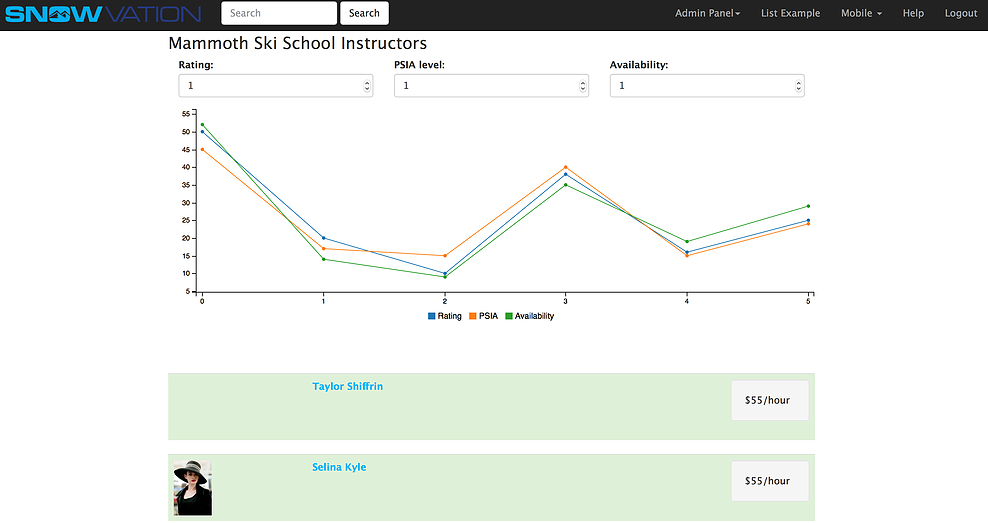 SNOWVATION Search Search Admin Panel List Example Mobile Help Logout
Mammoth Ski School Instructors
Rating: PSIA level: Availability:
1 1 1
55
50
45
40
35
30
25
20
15
10
5
0 1 2 3 4 5
Rating PSIA Availability
Taylor Shiffrin $55/hour
Selina Kyle $55/hour